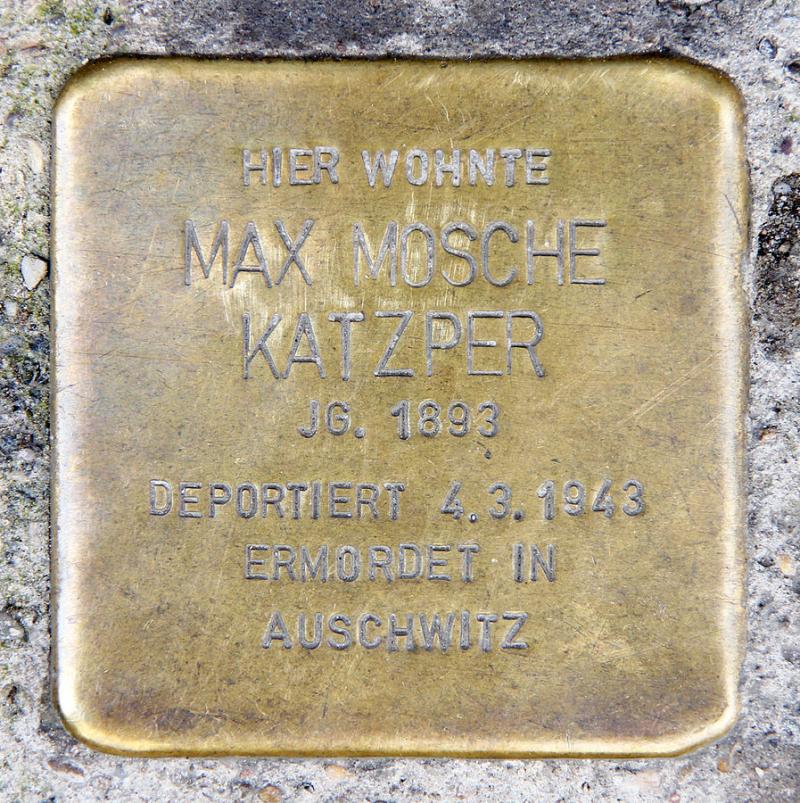 HIER WOHNTE
MAX MOSCHE
KATZPER
JG. 1893
DEPORTIERT 4.3.1943
ERMORDET IN
AUSCHWITZ